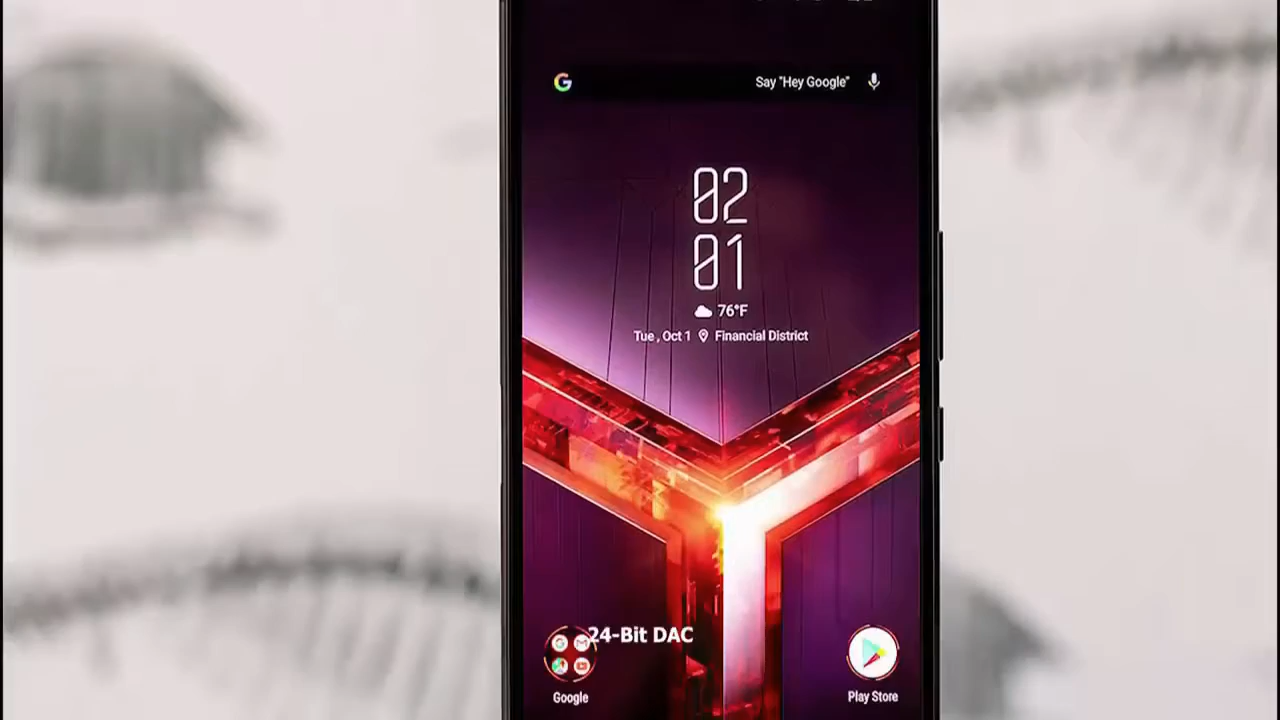 Say "Hey Google"
02
01
76°F
Tue , Oct 1 Financial District
24-Bit DAC
Google
Play Store